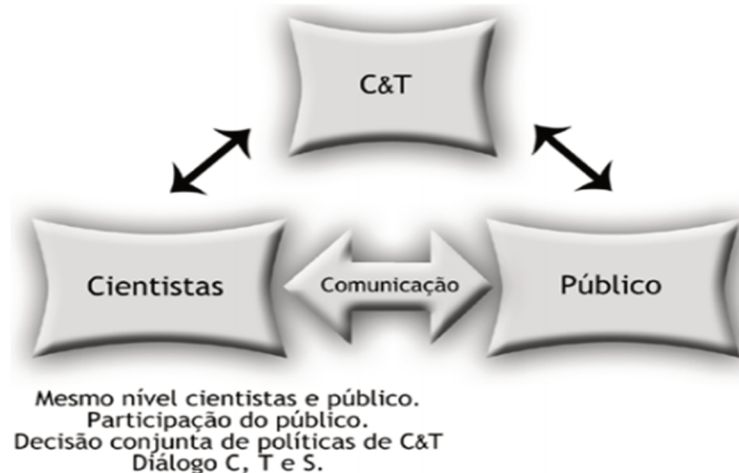 C&T
Cientistas
Comunicação
Público
Mesmo nível cientistas e público.
Participação do público.
Decisão conjunta de políticas de C&T
Diálogo C, T e S.